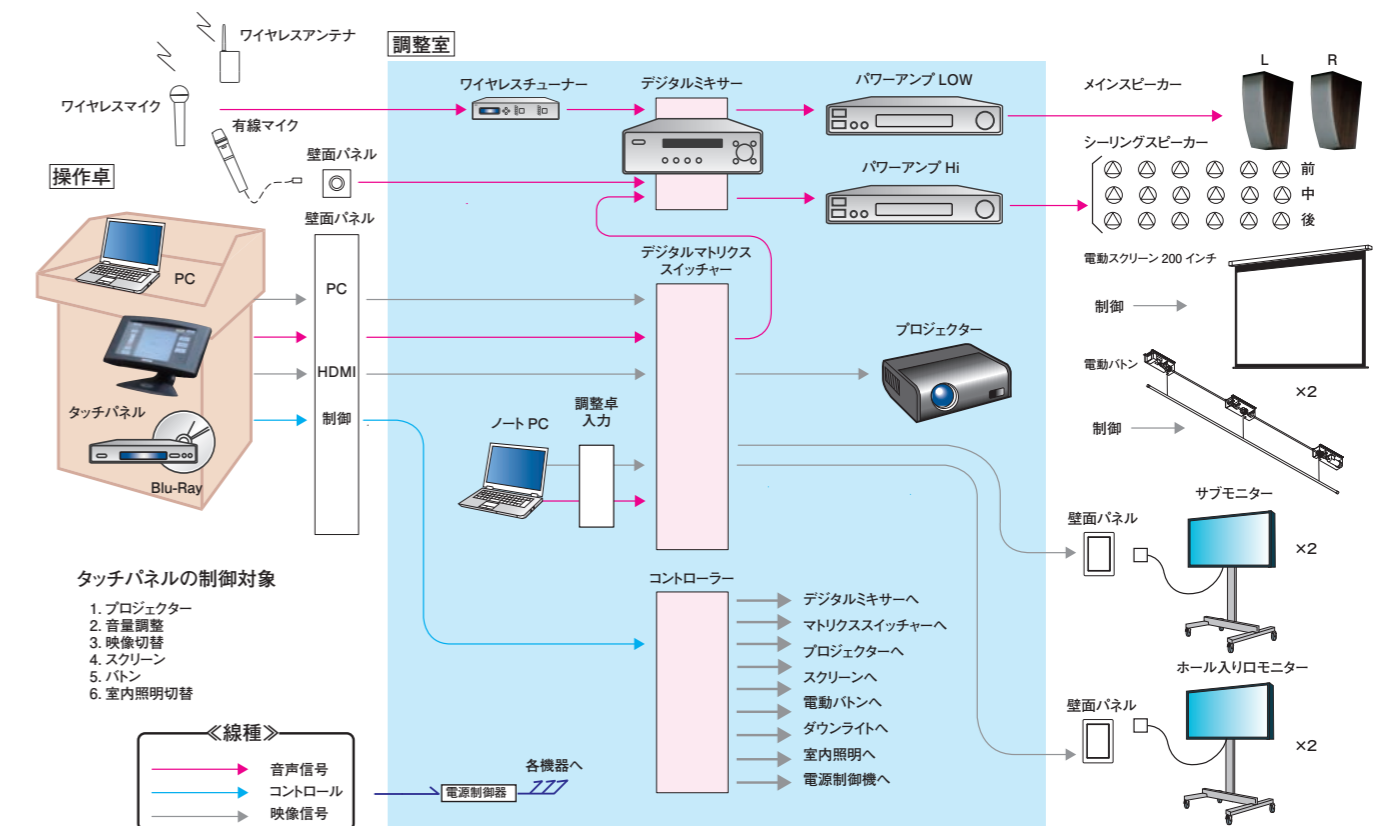 ワイヤレスアンテナ
調整室
ワイヤレスマイク
有線マイク
壁面パネル
操作卓
壁面パネル
PC
タッチパネル
Blu-Ray
PC
HDMI
制御
ワイヤレスチューナー
デジタルミキサー
パワーアンプ LOW
パワーアンプ Hi
デジタルマトリクス
スイッチャー
プロジェクター
ノート PC
調整卓
入力
コントローラー
デジタルミキサーへ
マトリクススイッチャーへ
プロジェクターへ
スクリーンへ
電動バトンへ
ダウンライトへ
室内照明へ
電源制御機へ
メインスピーカー
L
R
シーリングスピーカー
前
中
後
電動スクリーン 200 インチ
制御
×2
電動バトン
制御
サブモニター
壁面パネル
×2
ホール入り口モニター
壁面パネル
×2
タッチパネルの制御対象
1. プロジェクター
2. 音量調整
3. 映像切替
4. スクリーン
5. バトン
6. 室内照明切替
≪線種≫
音声信号
コントロール
映像信号
電源制御器
各機器へ